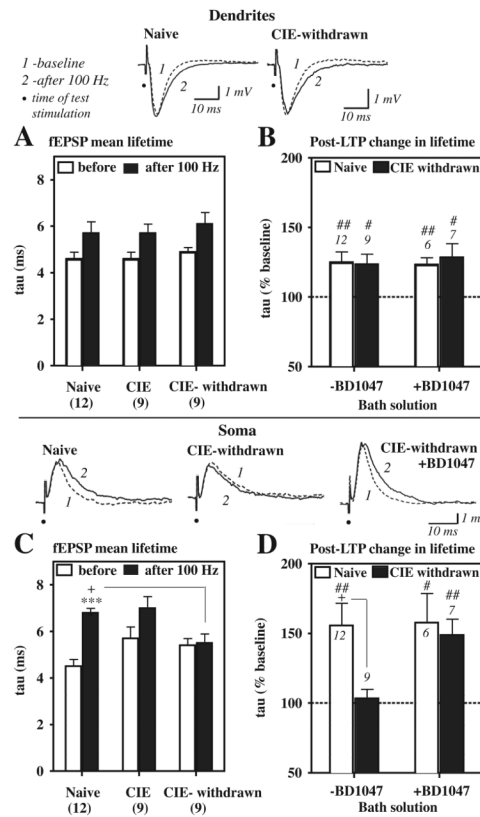 Dendrites
Naive
CIE-withdrawn
1 -baseline
2 -after 100 Hz
• time of test
stimulation
1
2
1 mV
10 ms
1
2
1 mV
10 ms
A fEPSP mean lifetime
before after 100 Hz
tau (ms)
8
6
4
2
0
Naive
(12)
CIE
(9)
CIE- withdrawn
(9)
B Post-LTP change in lifetime
Naive CIE withdrawn
tau (% baseline)
200
150
100
50
##
12
#
9
##
6
#
7
-BD1047
+BD1047
Bath solution
Soma
Naive
CIE-withdrawn
CIE-withdrawn
+BD1047
2
1
1
2
2
1
10 ms
C fEPSP mean lifetime
before after 100 Hz
tau (ms)
8
6
4
2
0
+
***
Naive
(12)
CIE
(9)
CIE- withdrawn
(9)
D Post-LTP change in lifetime
Naive CIE withdrawn
tau (% baseline)
200
150
100
50
##
+
12
9
#
6
##
7
-BD1047
+BD1047
Bath solution